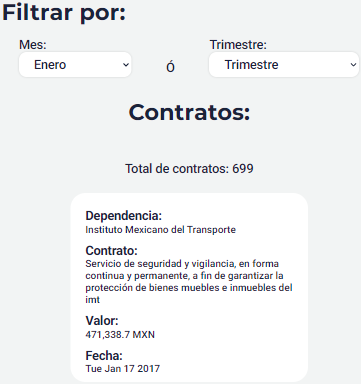 Filtrar por:
Mes:
Trimestre:
Enero
Ó
Trimestre
Contratos:
Total de contratos: 699
Dependencia:
Instituto Mexicano del Transporte
Contrato:
Servicio de seguridad y vigilancia, en forma
continua y permanente, a fin de garantizar la
protección de bienes muebles e inmuebles del
imt
Valor:
471,338.7 MXN
Fecha:
Tue Jan 17 2017